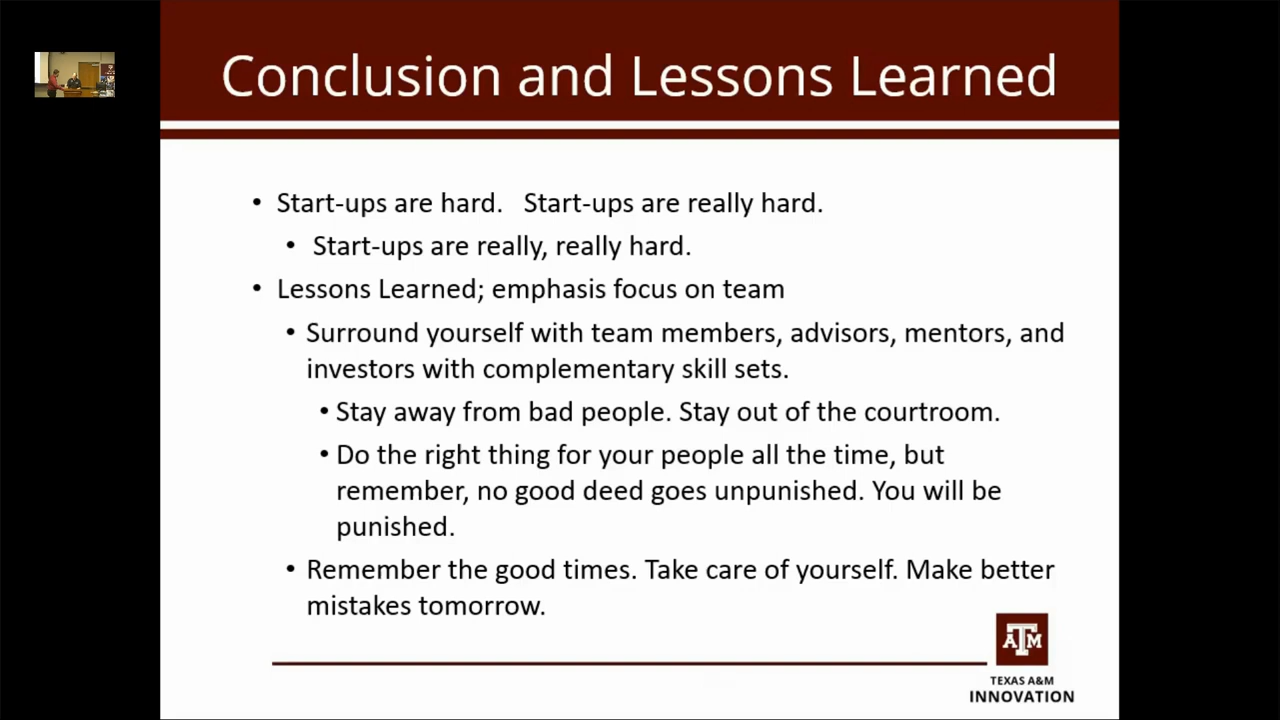 Conclusion and Lessons Learned
• Start-ups are hard.   Start-ups are really hard.
• Start-ups are really, really hard.
• Lessons Learned; emphasis focus on team
• Surround yourself with team members, advisors, mentors, and
investors with complementary skill sets.
• Stay away from bad people. Stay out of the courtroom.
• Do the right thing for your people all the time, but
remember, no good deed goes unpunished. You will be
punished.
• Remember the good times. Take care of yourself. Make better
mistakes tomorrow.
ATM
TEXAS A&M
INNOVATION